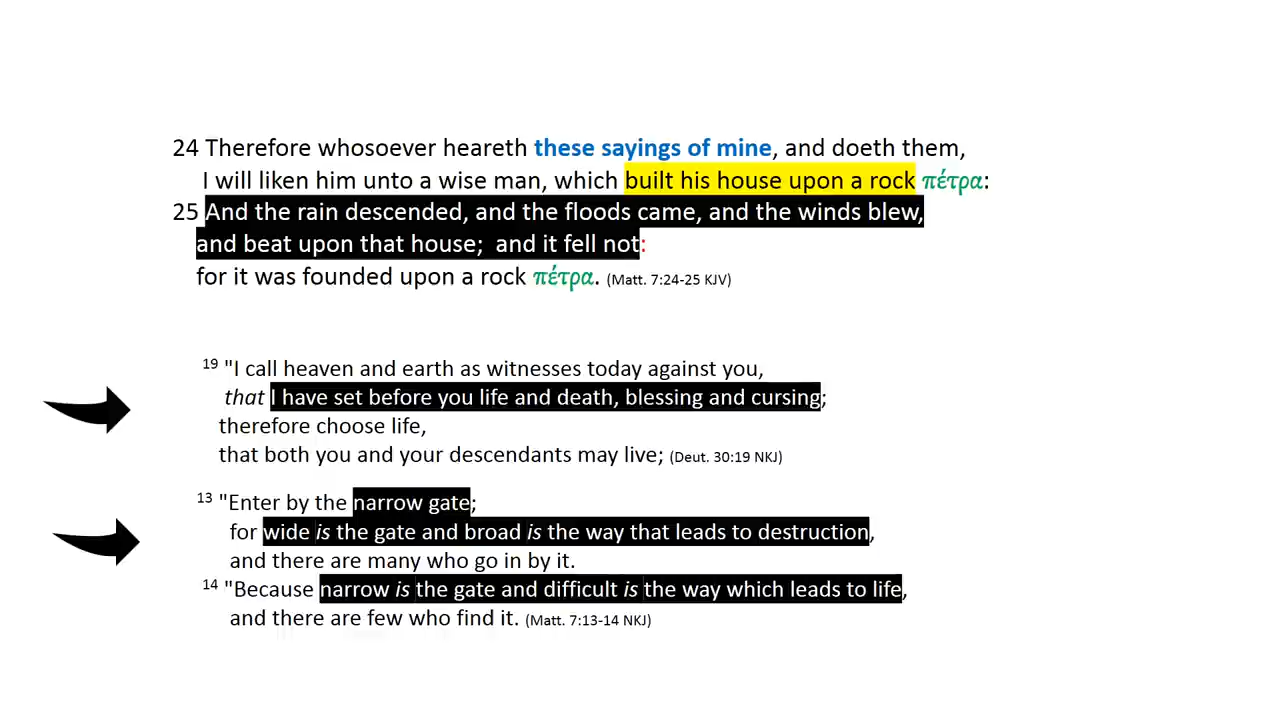 24 Therefore whosoever heareth these sayings of mine, and doeth them,
I will liken him unto a wise man, which built his house upon a rock πέτρα:
25 And the rain descended, and the floods came, and the winds blew,
and beat upon that house; and it fell not:
for it was founded upon a rock πέτρα. (Matt. 7:24-25 KJV)
19 "I call heaven and earth as witnesses today against you,
that I have set before you life and death, blessing and cursing;
therefore choose life,
that both you and your descendants may live; (Deut. 30:19 NKJ)
13 "Enter by the narrow gate;
for wide is the gate and broad is the way that leads to destruction,
and there are many who go in by it.
14 "Because narrow is the gate and difficult is the way which leads to life,
and there are few who find it. (Matt. 7:13-14 NKJ)